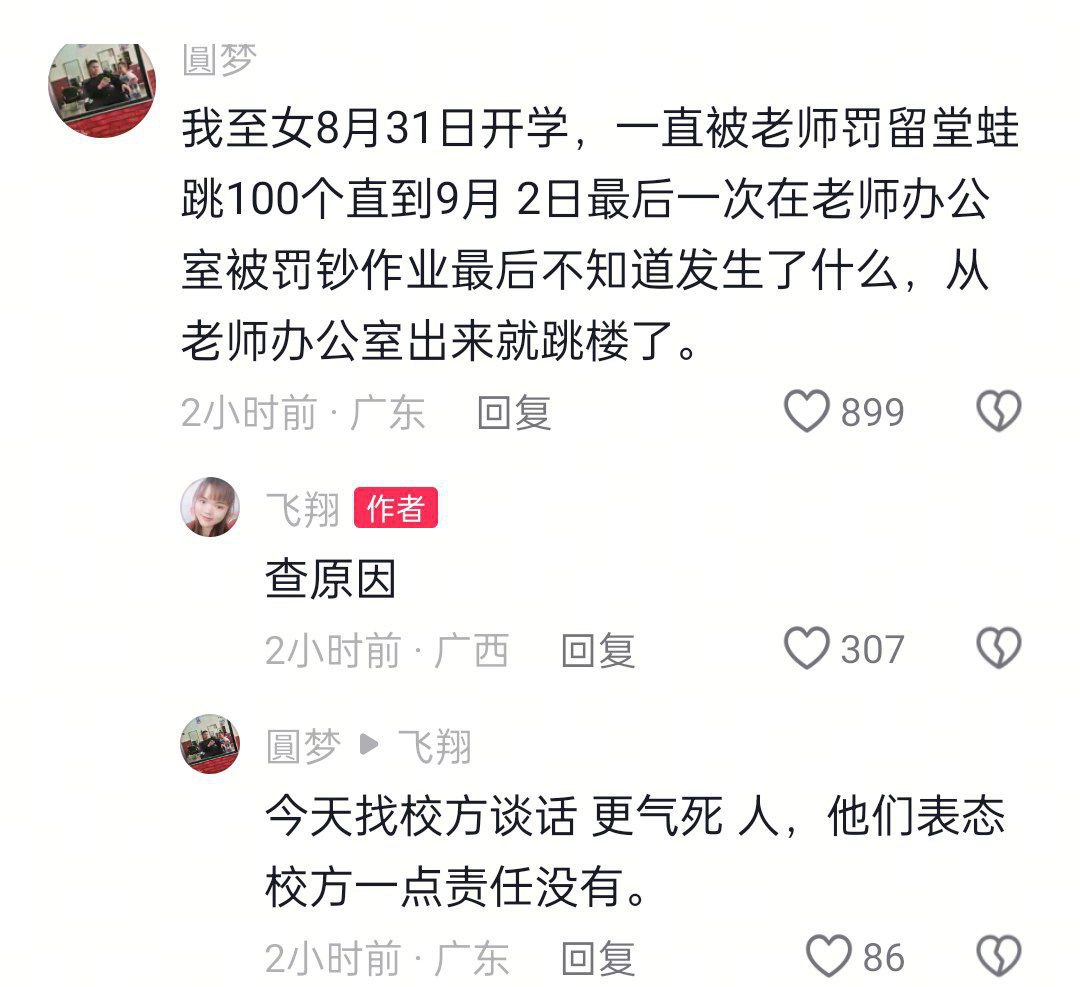 圓梦
我至女8月31日开学，一直被老师罚留堂蛙
跳100个直到9月 2日最后一次在老师办公
室被罚钞作业最后不知道发生了什么，从
老师办公室出来就跳楼了。
2小时前 · 广东 回复 899
飞翔 作者
查原因
2小时前 · 广西 回复 307
圓梦 ▶ 飞翔
今天找校方谈话 更气死 人，他们表态
校方一点责任没有。
2小时前 · 广东 回复 86